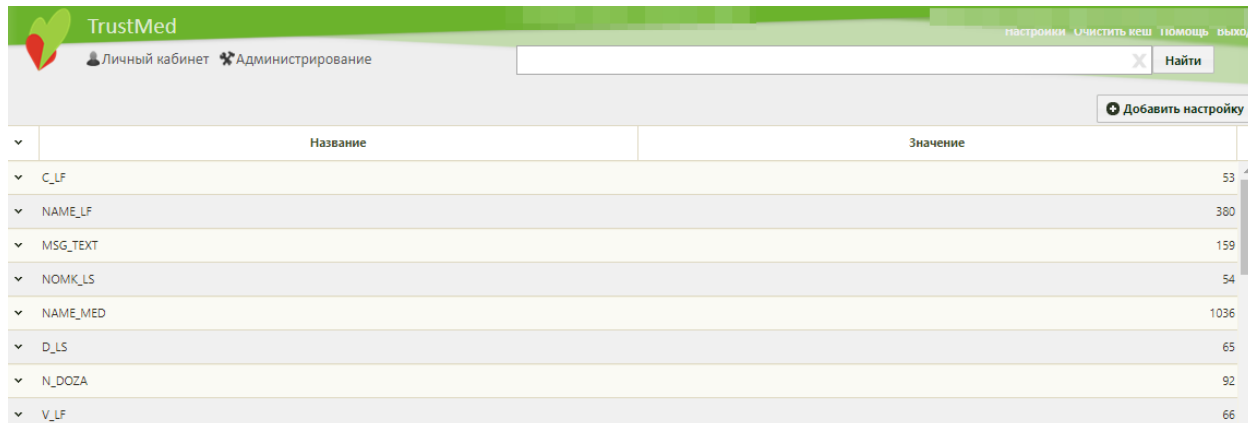 TrustMed
Настройки Очистить кеш Помощь Выход
Личный кабинет Администрирование
Найти
Добавить настройку
Название Значение
C_LF 53
NAME_LF 380
MSG_TEXT 159
NOMK_LS 54
NAME_MED 1036
D_LS 65
N_DOZA 92
V_LF 66